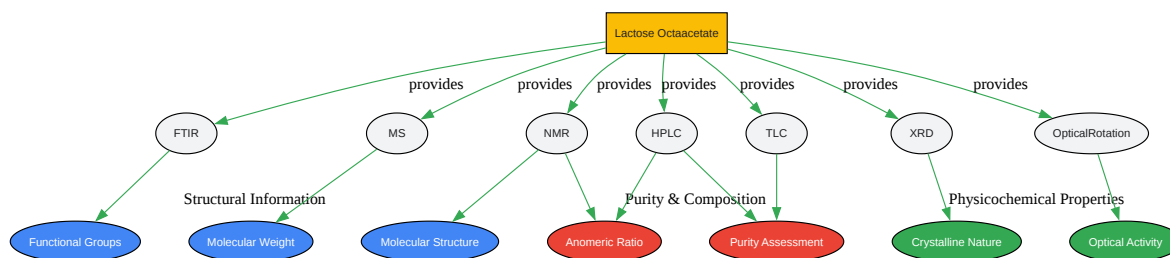 Lactose Octaacetate
provides provides provides provides provides provides provides
FTIR MS NMR HPLC TLC XRD OpticalRotation
Structural Information Purity & Composition Physicochemical Properties
Functional Groups Molecular Weight Molecular Structure Anomeric Ratio Purity Assessment Crystalline Nature Optical Activity